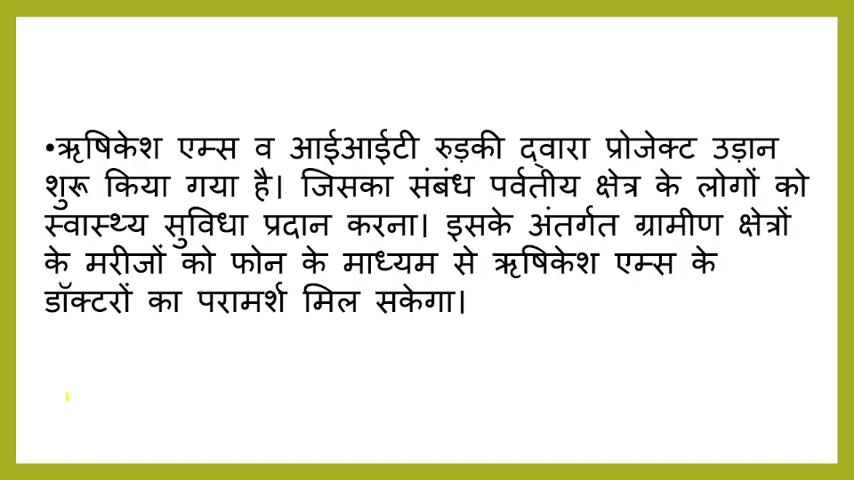 •ऋषिकेश एम्स व आईआईटी रुड़की द्वारा प्रोजेक्ट उड़ान
शुरू किया गया है। जिसका संबंध पर्वतीय क्षेत्र के लोगों को
स्वास्थ्य सुविधा प्रदान करना। इसके अंतर्गत ग्रामीण क्षेत्रों
के मरीजों को फोन के माध्यम से ऋषिकेश एम्स के
डॉक्टरों का परामर्श मिल सकेगा।